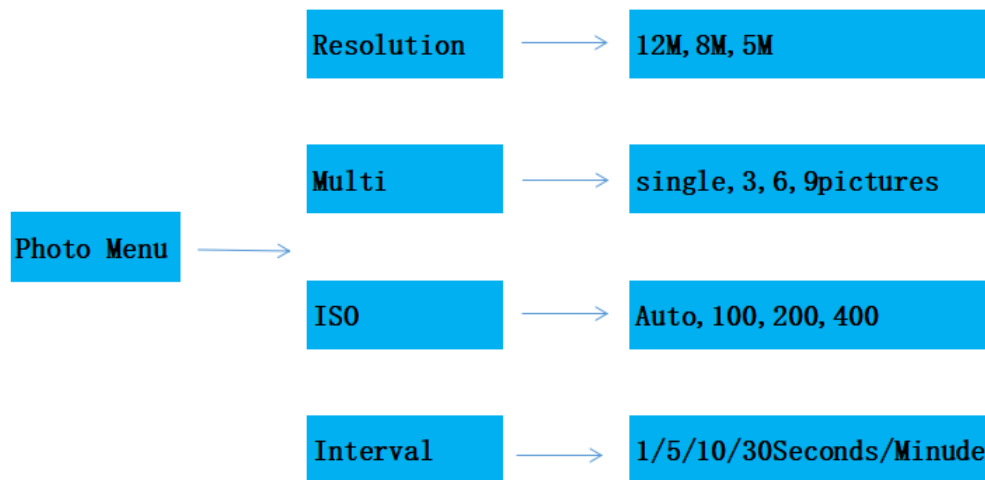 Resolution
12M,8M,5M
Multi
single,3,6,9pictures
Photo Menu
ISO
Auto,100,200,400
Interval
1/5/10/30Seconds/Minude